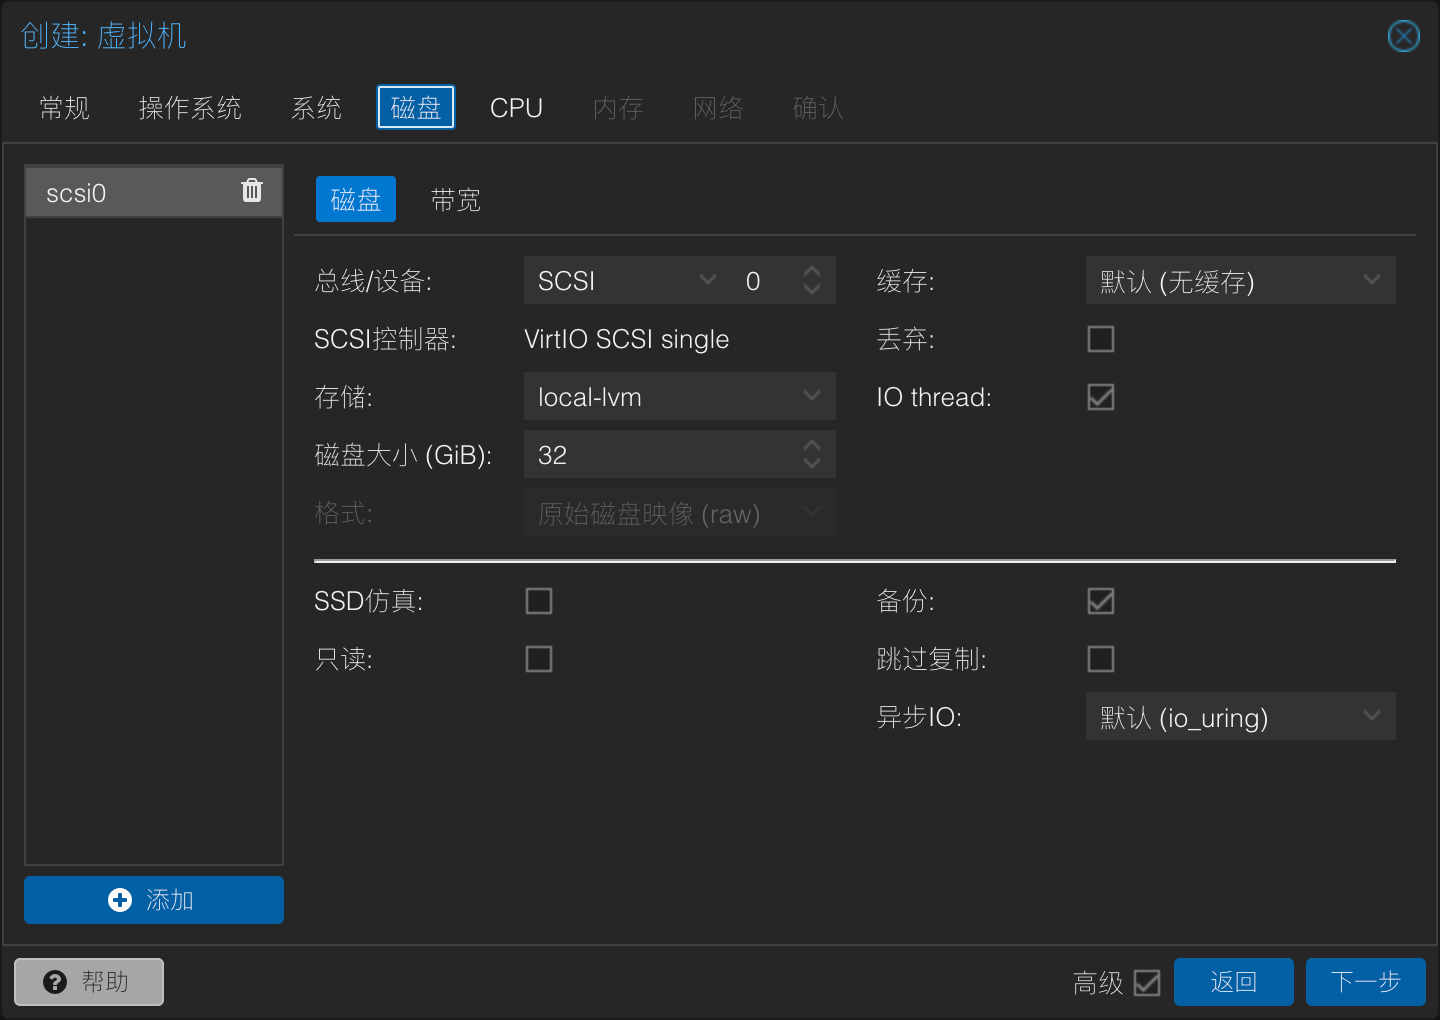 创建: 虚拟机
常规 操作系统 系统 磁盘 CPU 内存 网络 确认
scsi0
磁盘 带宽
总线/设备: SCSI 0 缓存: 默认 (无缓存)
SCSI控制器: VirtIO SCSI single 丢弃:
存储: local-lvm IO thread:
磁盘大小 (GiB): 32
格式: 原始磁盘映像 (raw)
SSD仿真: 备份:
只读: 跳过复制:
异步IO: 默认 (io_uring)
添加
帮助 高级 返回 下一步